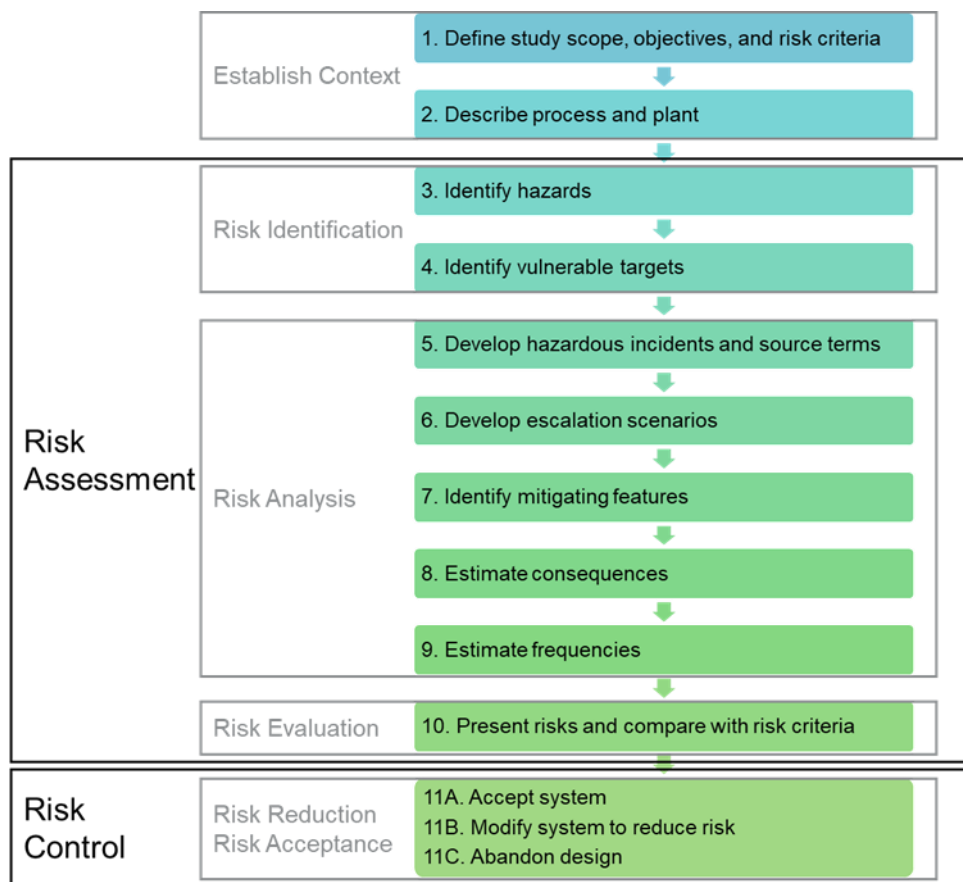 Establish Context
1. Define study scope, objectives, and risk criteria
2. Describe process and plant
Risk
Assessment
Risk Identification
3. Identify hazards
4. Identify vulnerable targets
Risk Analysis
5. Develop hazardous incidents and source terms
6. Develop escalation scenarios
7. Identify mitigating features
8. Estimate consequences
9. Estimate frequencies
Risk Evaluation
10. Present risks and compare with risk criteria
Risk
Control
Risk Reduction
Risk Acceptance
11A. Accept system
11B. Modify system to reduce risk
11C. Abandon design